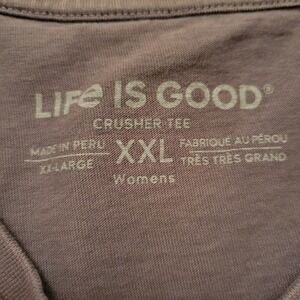 LIFe IS GOOD®
CRUSHER-TEE
MADE IN PERU XXL FABRIQUÉ AU PÉROU
XX-LARGE TRÈS TRÈS GRAND
Womens